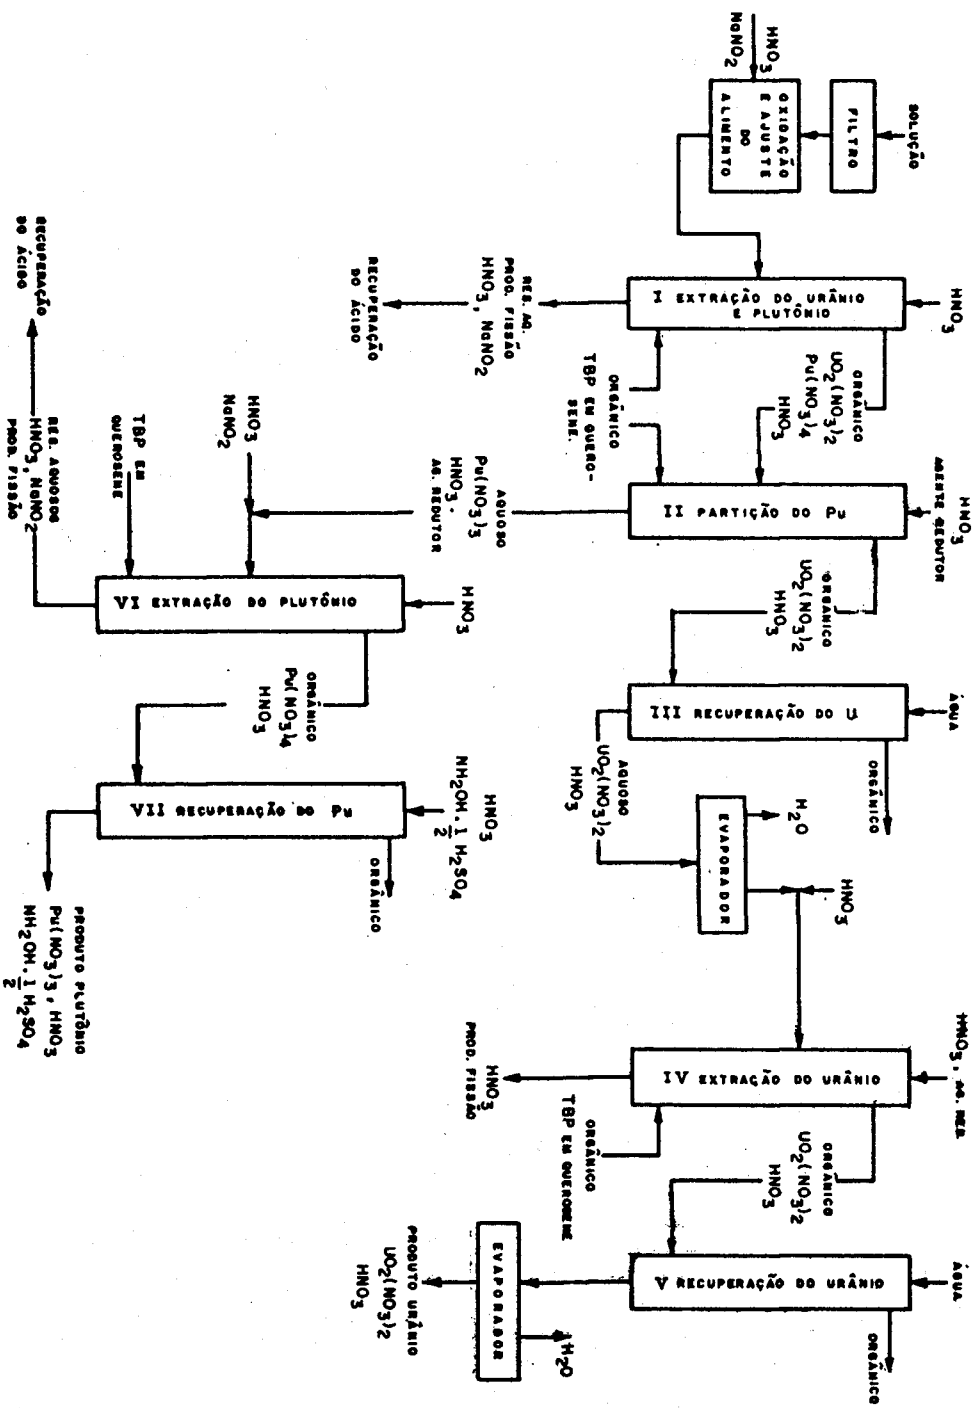 SOLUÇÃO
FILTRO
HNO3
NaNO2
OXIDAÇÃO
E AJUSTE
DO
ALIMENTO
HNO3
I EXTRAÇÃO DO URÂNIO
E PLUTÔNIO
RES. AQ.
PROD. FISSÃO
HNO3, NaNO2
RECUPERAÇÃO
DO ÁCIDO
ORGÂNICO
TBP EM QUERO-
SENE.
ORGÂNICO
UO2(NO3)2
Pu(NO3)4
HNO3
HNO3
AGENTE REDUTOR
II PARTIÇÃO DO Pu
AQUOSO
Pu(NO3)3
HNO3.
AG. REDUTOR
ORGÂNICO
UO2(NO3)2
HNO3
ÁGUA
III RECUPERAÇÃO DO U
ORGÂNICO
AQUOSO
UO2(NO3)2
HNO3
H2O
EVAPORADOR
HNO3
HNO3, AG. RED.
IV EXTRAÇÃO DO URÂNIO
HNO3
PROD. FISSÃO
ORGÂNICO
TBP EM QUEROSENE
ORGÂNICO
UO2(NO3)2
HNO3
ÁGUA
V RECUPERAÇÃO DO URÂNIO
ORGÂNICO
EVAPORADOR
H2O
PRODUTO URÂNIO
UO2(NO3)2
HNO3
HNO3
NaNO2
TBP EM
QUEROSENE
HNO3
VI EXTRAÇÃO DO PLUTÔNIO
RES. AQUOSOS
HNO3, NaNO2
PROD. FISSÃO
RECUPERAÇÃO
DO ÁCIDO
ORGÂNICO
Pu(NO3)4
HNO3
HNO3
NH2OH. 1/2 H2SO4
VII RECUPERAÇÃO DO Pu
ORGÂNICO
PRODUTO PLUTÔNIO
Pu(NO3)3, HNO3
NH2OH. 1/2 H2SO4